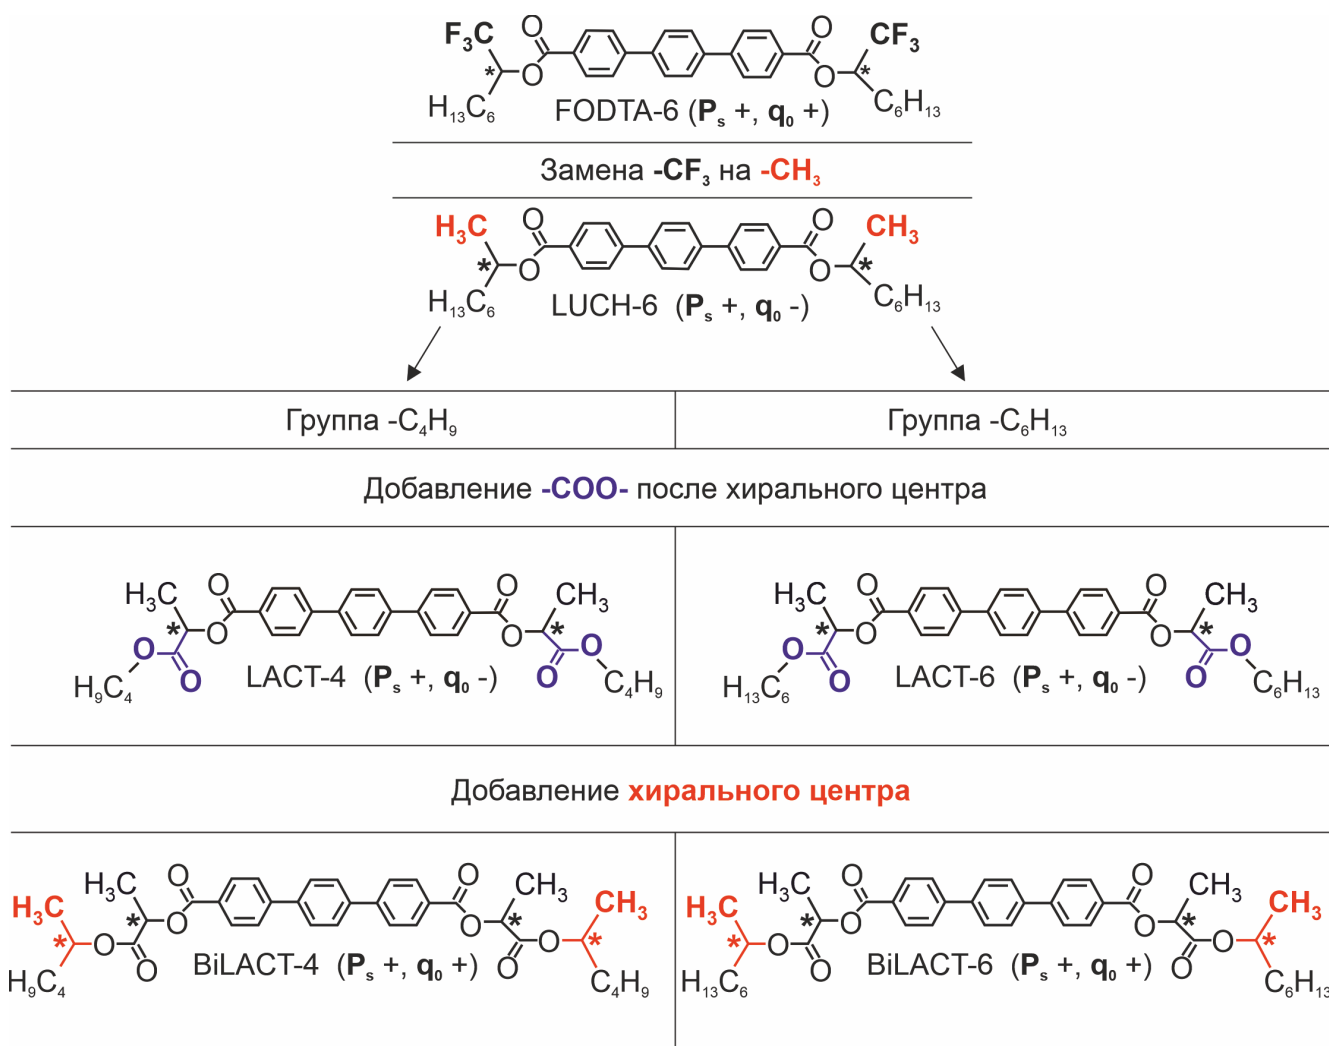 F₃C O O CF₃
* O O *
H₁₃C₆ FODTA-6 (Pₛ +, q₀ +) C₆H₁₃
Замена -CF₃ на -CH₃
H₃C O O CH₃
* O O *
H₁₃C₆ LUCH-6 (Pₛ +, q₀ -) C₆H₁₃
Группа -C₄H₉ Группа -C₆H₁₃
Добавление -COO- после хирального центра
H₃C O O CH₃ H₃C O O CH₃
* O O * * O O *
O O O O
H₉C₄ O LACT-4 (Pₛ +, q₀ -) O C₄H₉ H₁₃C₆ O LACT-6 (Pₛ +, q₀ -) O C₆H₁₃
Добавление хирального центра
H₃C H₃C O O CH₃ CH₃ H₃C H₃C O O CH₃ CH₃
* O O * * O O *
* O O * * O O *
H₉C₄ O BiLACT-4 (Pₛ +, q₀ +) O C₄H₉ H₁₃C₆ O BiLACT-6 (Pₛ +, q₀ +) O C₆H₁₃